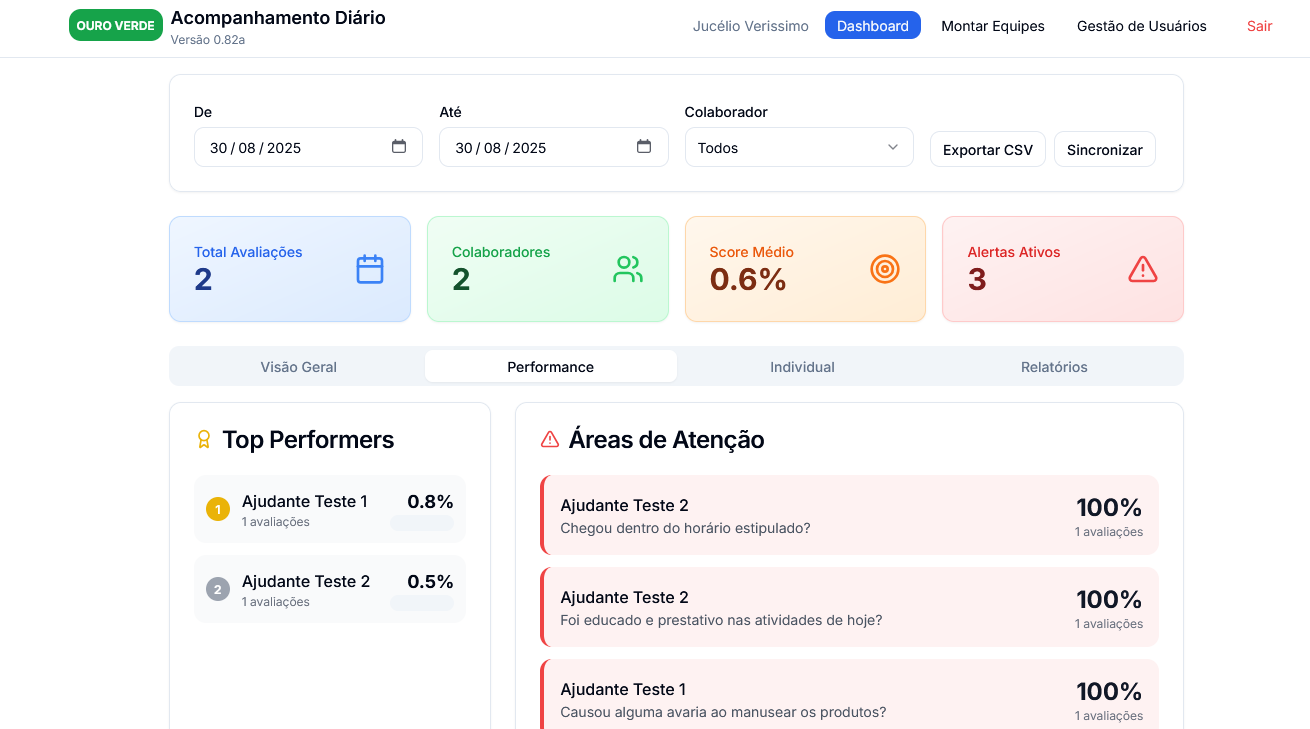 OURO VERDE
Acompanhamento Diário
Versão 0.82a
Jucélio Verissimo
Dashboard
Montar Equipes
Gestão de Usuários
Sair
De
30 / 08 / 2025
Até
30 / 08 / 2025
Colaborador
Todos
Exportar CSV
Sincronizar
Total Avaliações
2
Colaboradores
2
Score Médio
0.6%
Alertas Ativos
3
Visão Geral
Performance
Individual
Relatórios
Top Performers
1
Ajudante Teste 1
1 avaliações
0.8%
2
Ajudante Teste 2
1 avaliações
0.5%
Áreas de Atenção
Ajudante Teste 2
Chegou dentro do horário estipulado?
100%
1 avaliações
Ajudante Teste 2
Foi educado e prestativo nas atividades de hoje?
100%
1 avaliações
Ajudante Teste 1
Causou alguma avaria ao manusear os produtos?
100%
1 avaliações